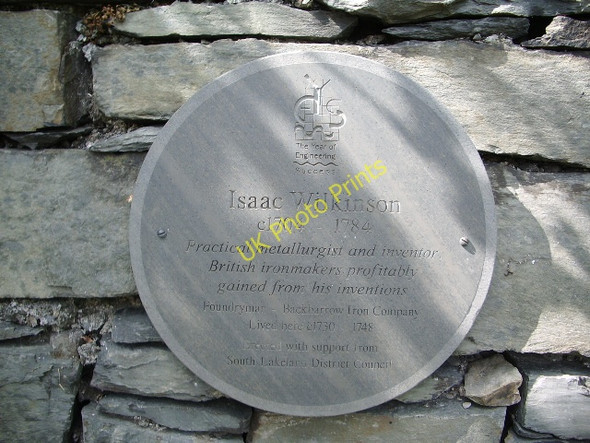 The Year of
Engineering
Success
Isaac Wilkinson
1784
Practical metallurgist and inventor
British ironmakers profitably
gained from his inventions
Foundryman - Backbarrow Iron Company
Lived here c1730 - 1748
with support from
South Lakeland District Council
UK Photo Prints